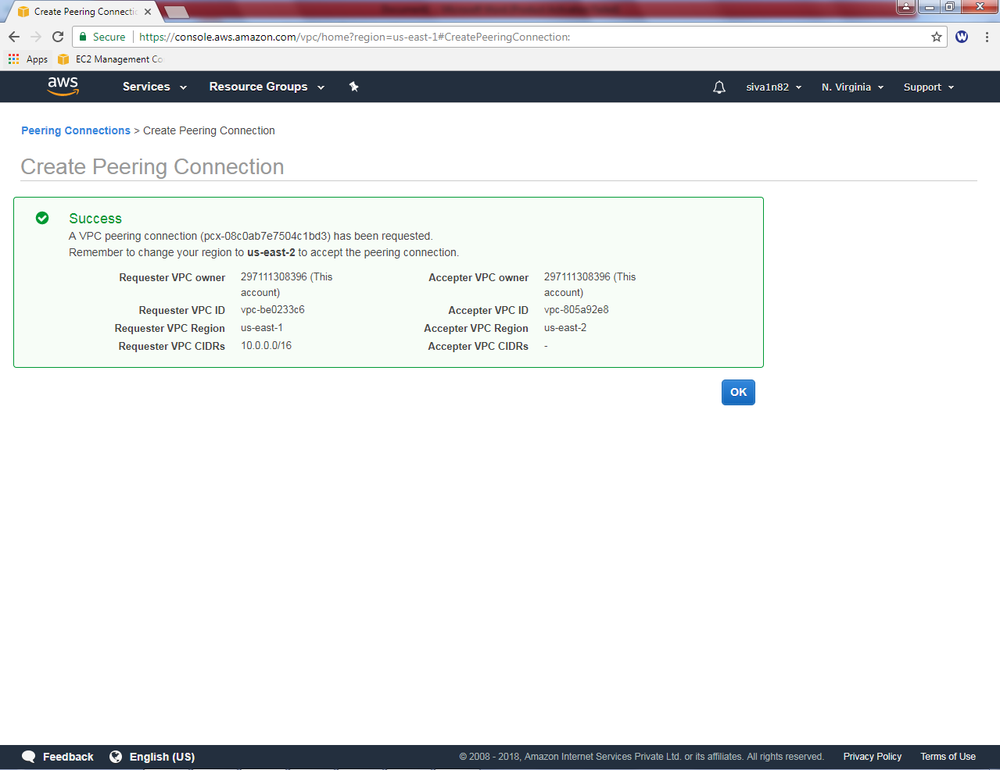 Create Peering Connecti
Secure https://console.aws.amazon.com/vpc/home?region=us-east-1#CreatePeeringConnection:
W
Apps EC2 Management Co
aws Services Resource Groups siva1n82 N. Virginia Support
Peering Connections > Create Peering Connection
Create Peering Connection
Success
A VPC peering connection (pcx-08c0ab7e7504c1bd3) has been requested.
Remember to change your region to us-east-2 to accept the peering connection.
Requester VPC owner 297111308396 (This account) Accepter VPC owner 297111308396 (This account)
Requester VPC ID vpc-be0233c6 Accepter VPC ID vpc-805a92e8
Requester VPC Region us-east-1 Accepter VPC Region us-east-2
Requester VPC CIDRs 10.0.0.0/16 Accepter VPC CIDRs -
OK
Feedback English (US) © 2008 - 2018, Amazon Internet Services Private Ltd. or its affiliates. All rights reserved. Privacy Policy Terms of Use